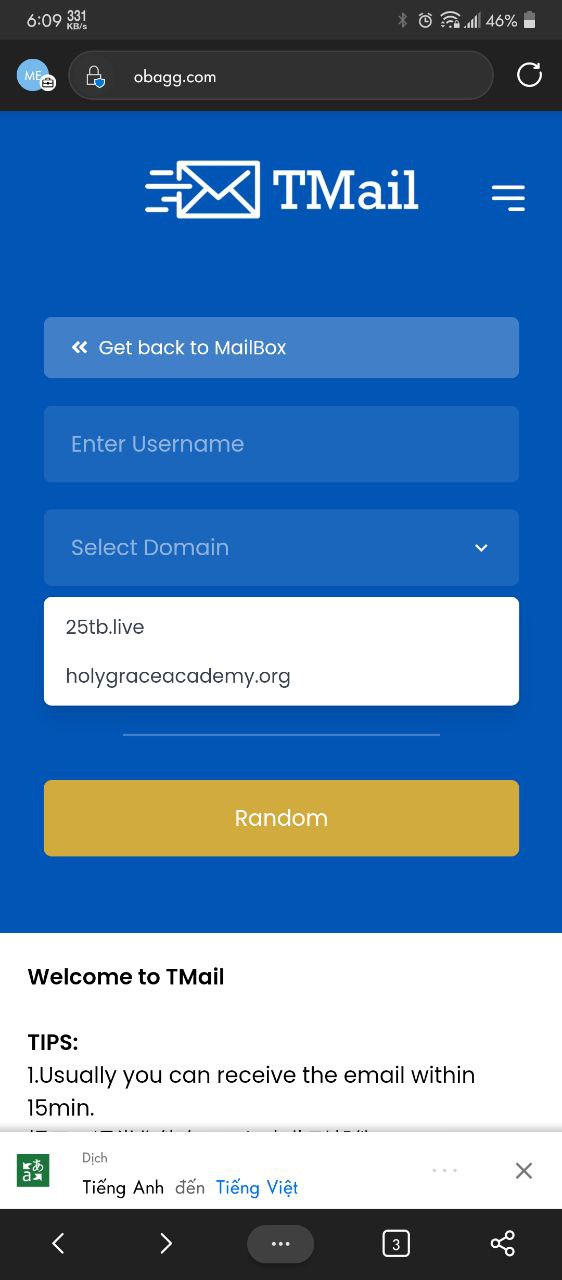 6:09 331 KB/s 46%
ME obagg.com
TMail
Get back to MailBox
Enter Username
Select Domain
25tb.live
holygraceacademy.org
Random
Welcome to TMail
TIPS:
1.Usually you can receive the email within
15min.
Dịch
Tiếng Anh đến Tiếng Việt
3